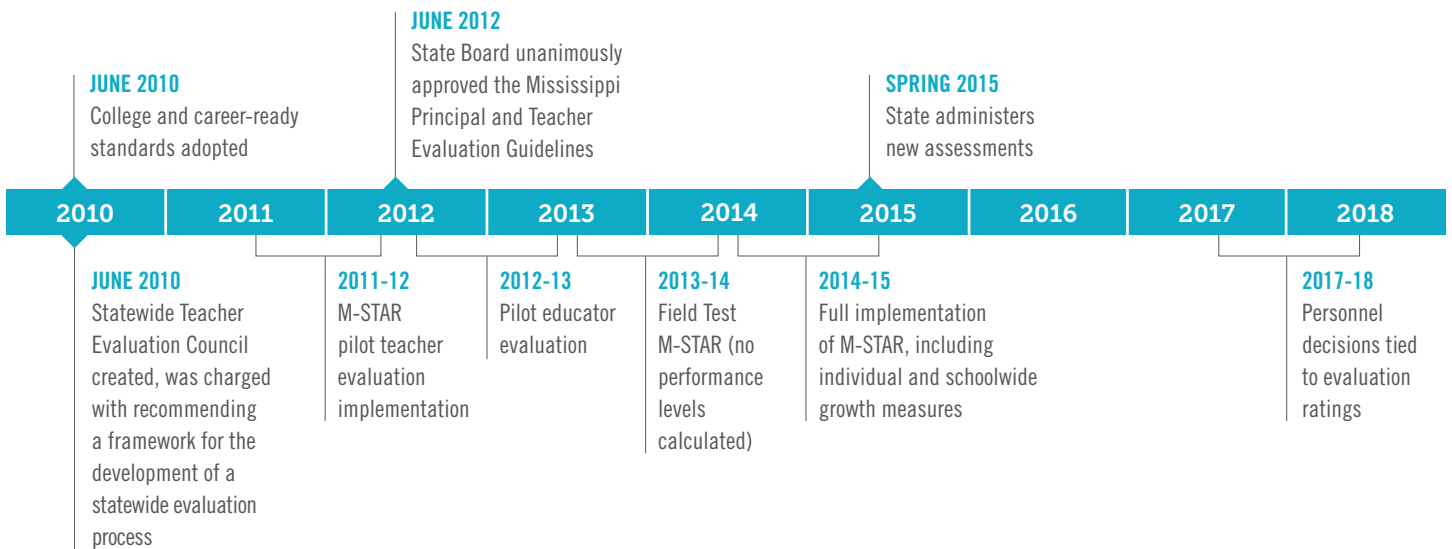 JUNE 2012
State Board unanimously
approved the Mississippi
Principal and Teacher
Evaluation Guidelines
JUNE 2010
College and career-ready
standards adopted
SPRING 2015
State administers
new assessments
2010
2011
2012
2013
2014
2015
2016
2017
2018
JUNE 2010
Statewide Teacher
Evaluation Council
created, was charged
with recommending
a framework for the
development of a
statewide evaluation
process
2011-12
M-STAR
pilot teacher
evaluation
implementation
2012-13
Pilot educator
evaluation
2013-14
Field Test
M-STAR (no
performance
levels
calculated)
2014-15
Full implementation
of M-STAR, including
individual and schoolwide
growth measures
2017-18
Personnel
decisions tied
to evaluation
ratings